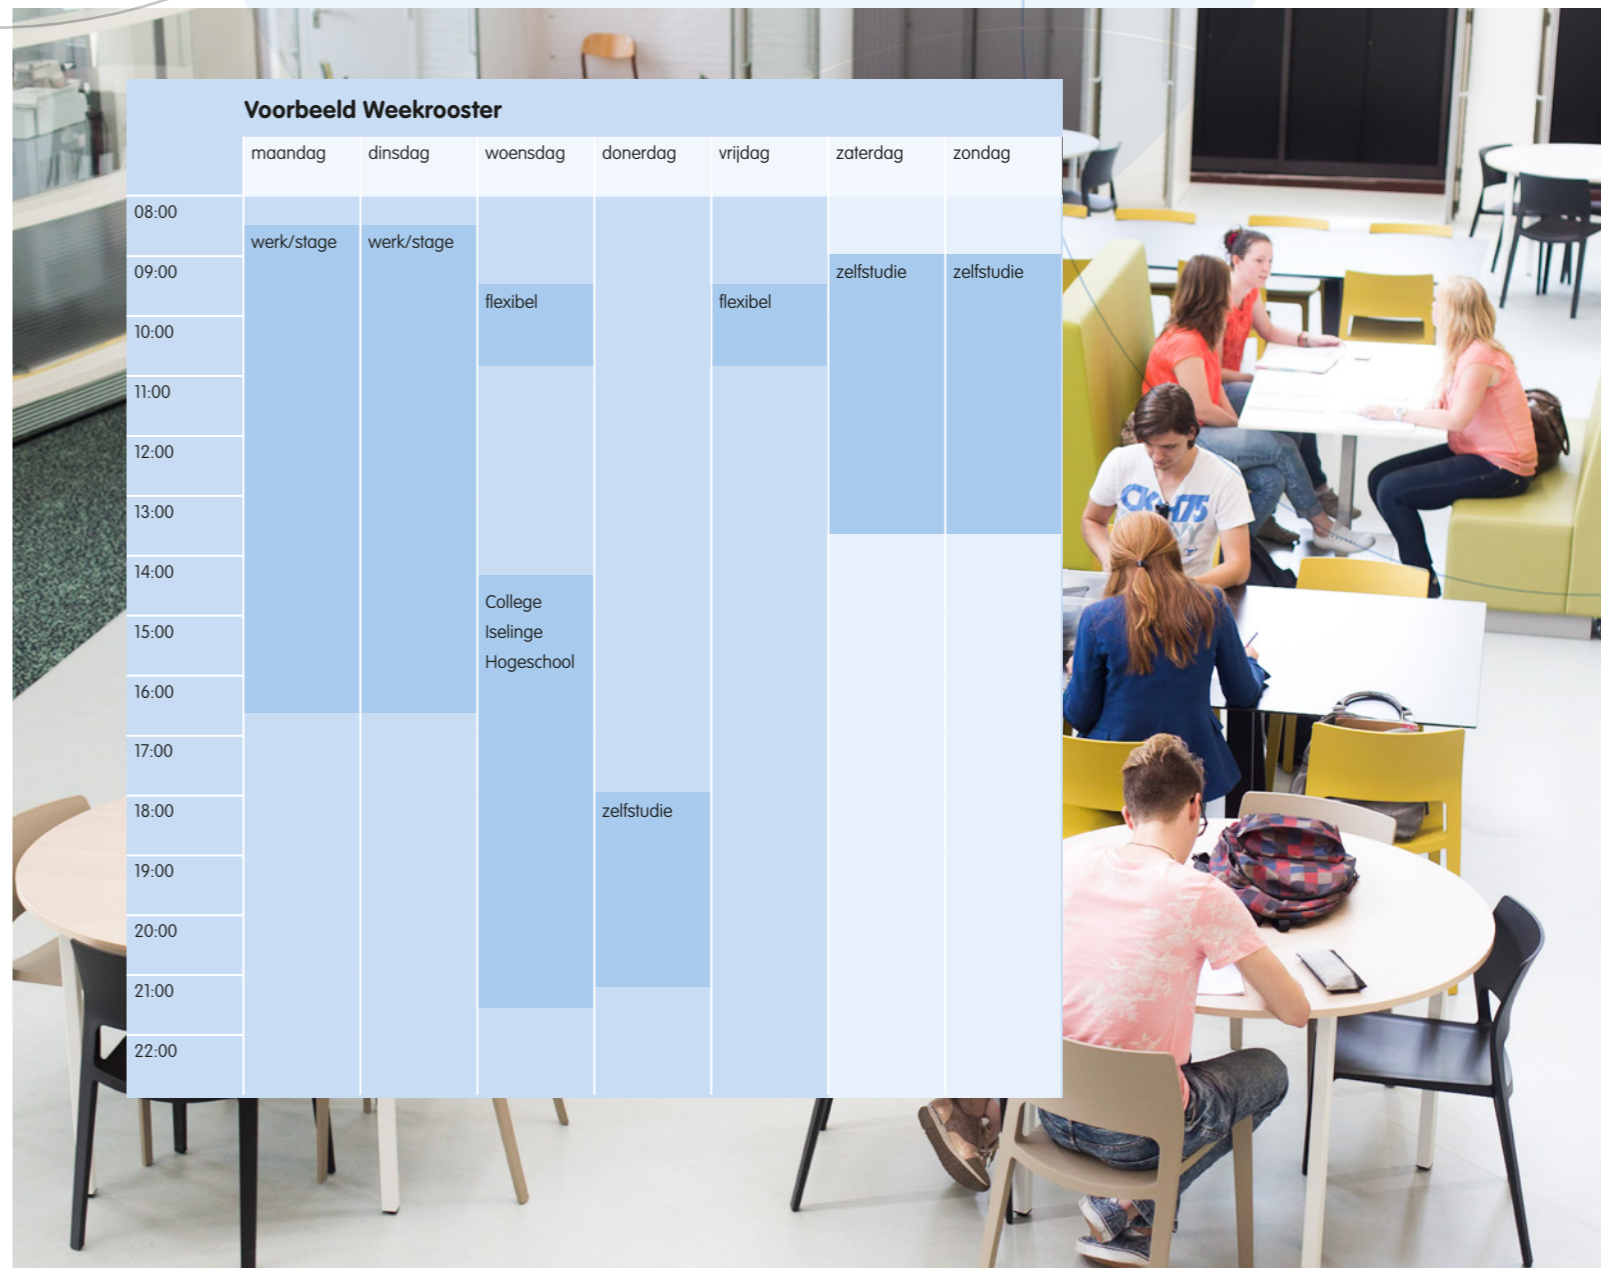 Voorbeeld Weekrooster
maandag dinsdag woensdag donerdag vrijdag zaterdag zondag
08:00
werk/stage werk/stage
09:00 zelfstudie zelfstudie
flexibel flexibel
10:00
11:00
12:00
13:00
14:00
College
15:00 Iselinge
Hogeschool
16:00
17:00
18:00 zelfstudie
19:00
20:00
21:00
22:00